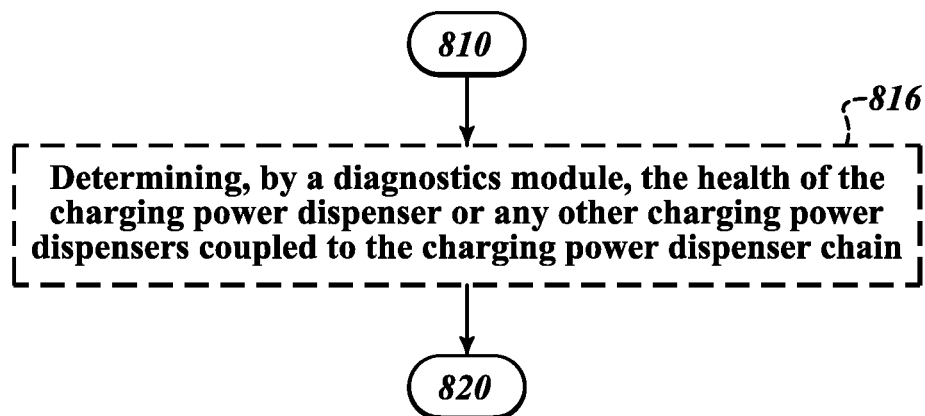 810
816
Determining, by a diagnostics module, the health of the
charging power dispenser or any other charging power
dispensers coupled to the charging power dispenser chain
820